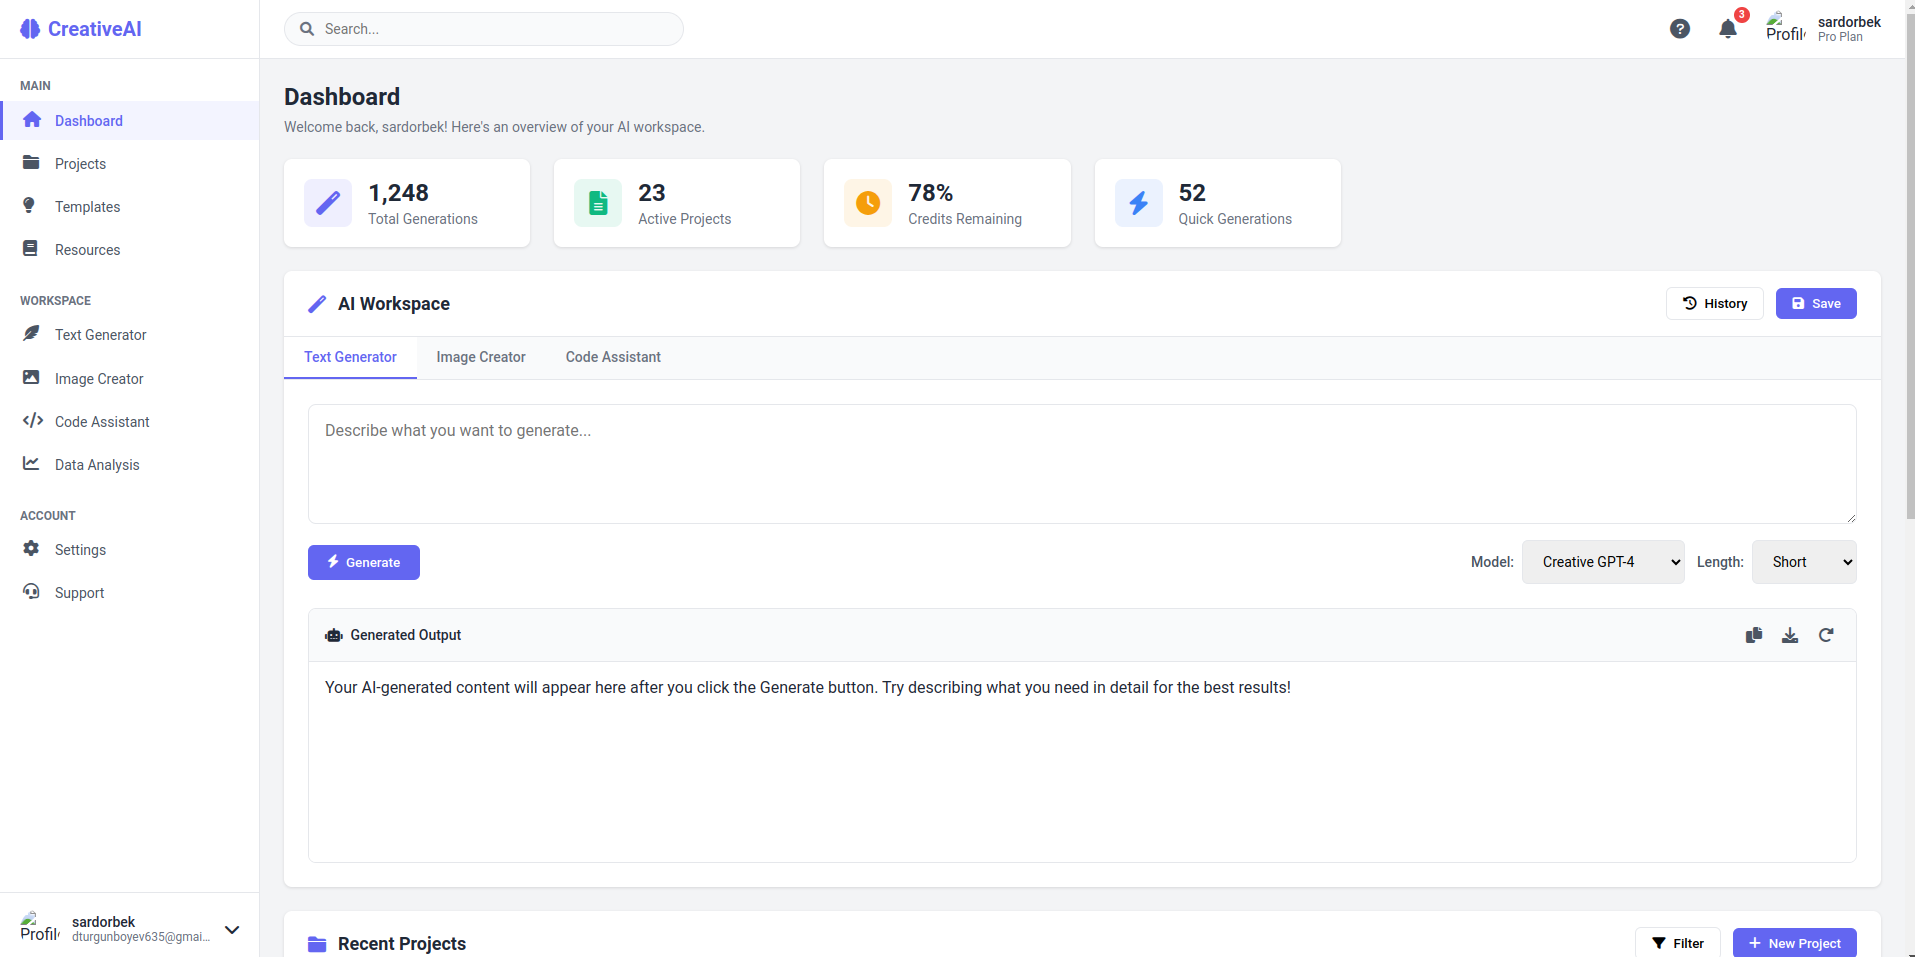 CreativeAI
Search...
3
sardorbek
Pro Plan
Profil
MAIN
Dashboard
Projects
Templates
Resources
WORKSPACE
Text Generator
Image Creator
Code Assistant
Data Analysis
ACCOUNT
Settings
Support
Profil
sardorbek
dturgunboyev635@gmai...
Dashboard
Welcome back, sardorbek! Here's an overview of your AI workspace.
1,248
Total Generations
23
Active Projects
78%
Credits Remaining
52
Quick Generations
AI Workspace
History
Save
Text Generator
Image Creator
Code Assistant
Describe what you want to generate...
Generate
Model:
Creative GPT-4
Length:
Short
Generated Output
Your AI-generated content will appear here after you click the Generate button. Try describing what you need in detail for the best results!
Recent Projects
Filter
New Project